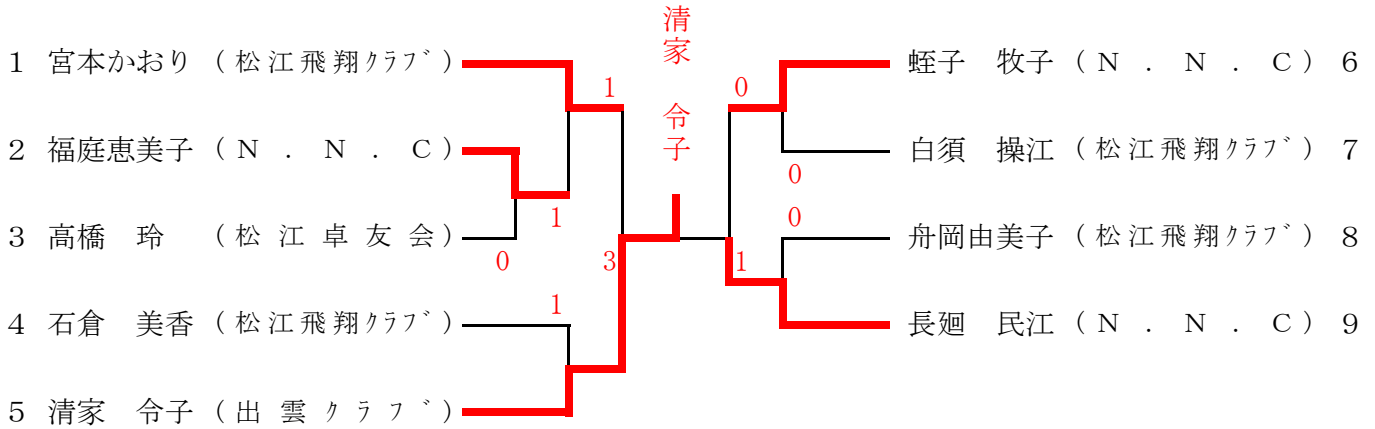 清家 令子
1 宮本かおり (松江飛翔クラブ)
2 福庭恵美子 (N.N.C)
3 高橋 玲 (松江卓友会)
4 石倉 美香 (松江飛翔クラブ)
5 清家 令子 (出雲クラブ)
1
1
0
3
1
蛭子 牧子 (N.N.C) 6
白須 操江 (松江飛翔クラブ) 7
舟岡由美子 (松江飛翔クラブ) 8
長廻 民江 (N.N.C) 9
0
0
0
1